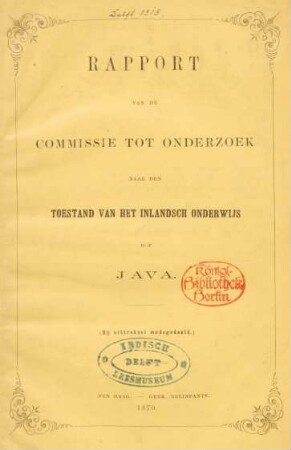 Delft 1918
RAPPORT
VAN DE
COMMISSIE TOT ONDERZOEK
NAAR DEN
TOESTAND VAN HET INLANDSCH ONDERWIJS
OP
JAVA.
Königl.
Bibliothek
Berlin
(Bij uittreksel medegedeeld.)
INDISCH
DELFT
LEESMUSEUM
DEN HAAG. — GEBR. BELINFANTE.
1870.